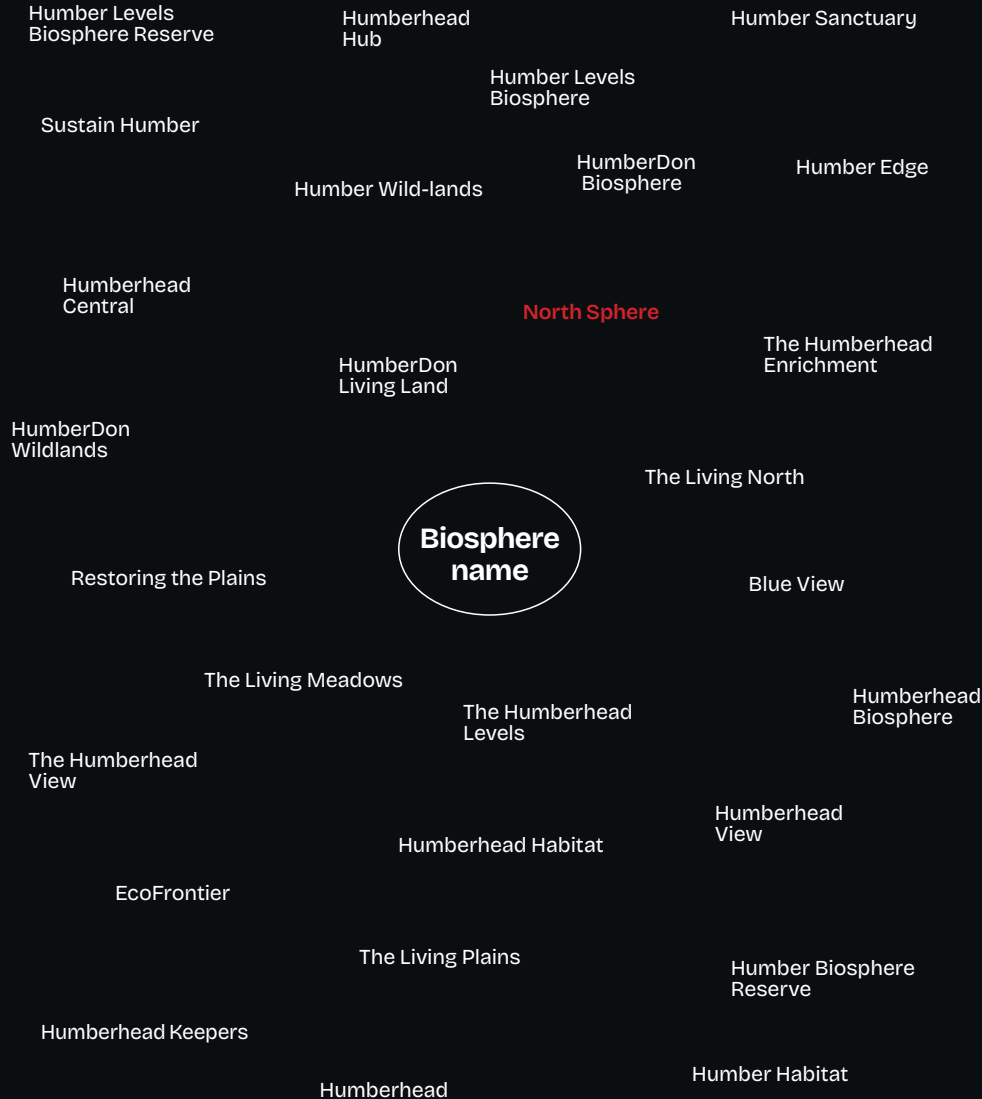 Humber Levels
Biosphere Reserve
Humberhead
Hub
Humber Sanctuary
Humber Levels
Biosphere
Sustain Humber
HumberDon
Biosphere
Humber Edge
Humber Wild-lands
Humberhead
Central
North Sphere
The Humberhead
Enrichment
HumberDon
Living Land
HumberDon
Wildlands
The Living North
Biosphere
name
Restoring the Plains
Blue View
The Living Meadows
Humberhead
Biosphere
The Humberhead
Levels
The Humberhead
View
Humberhead
View
Humberhead Habitat
EcoFrontier
The Living Plains
Humber Biosphere
Reserve
Humberhead Keepers
Humber Habitat
Humberhead